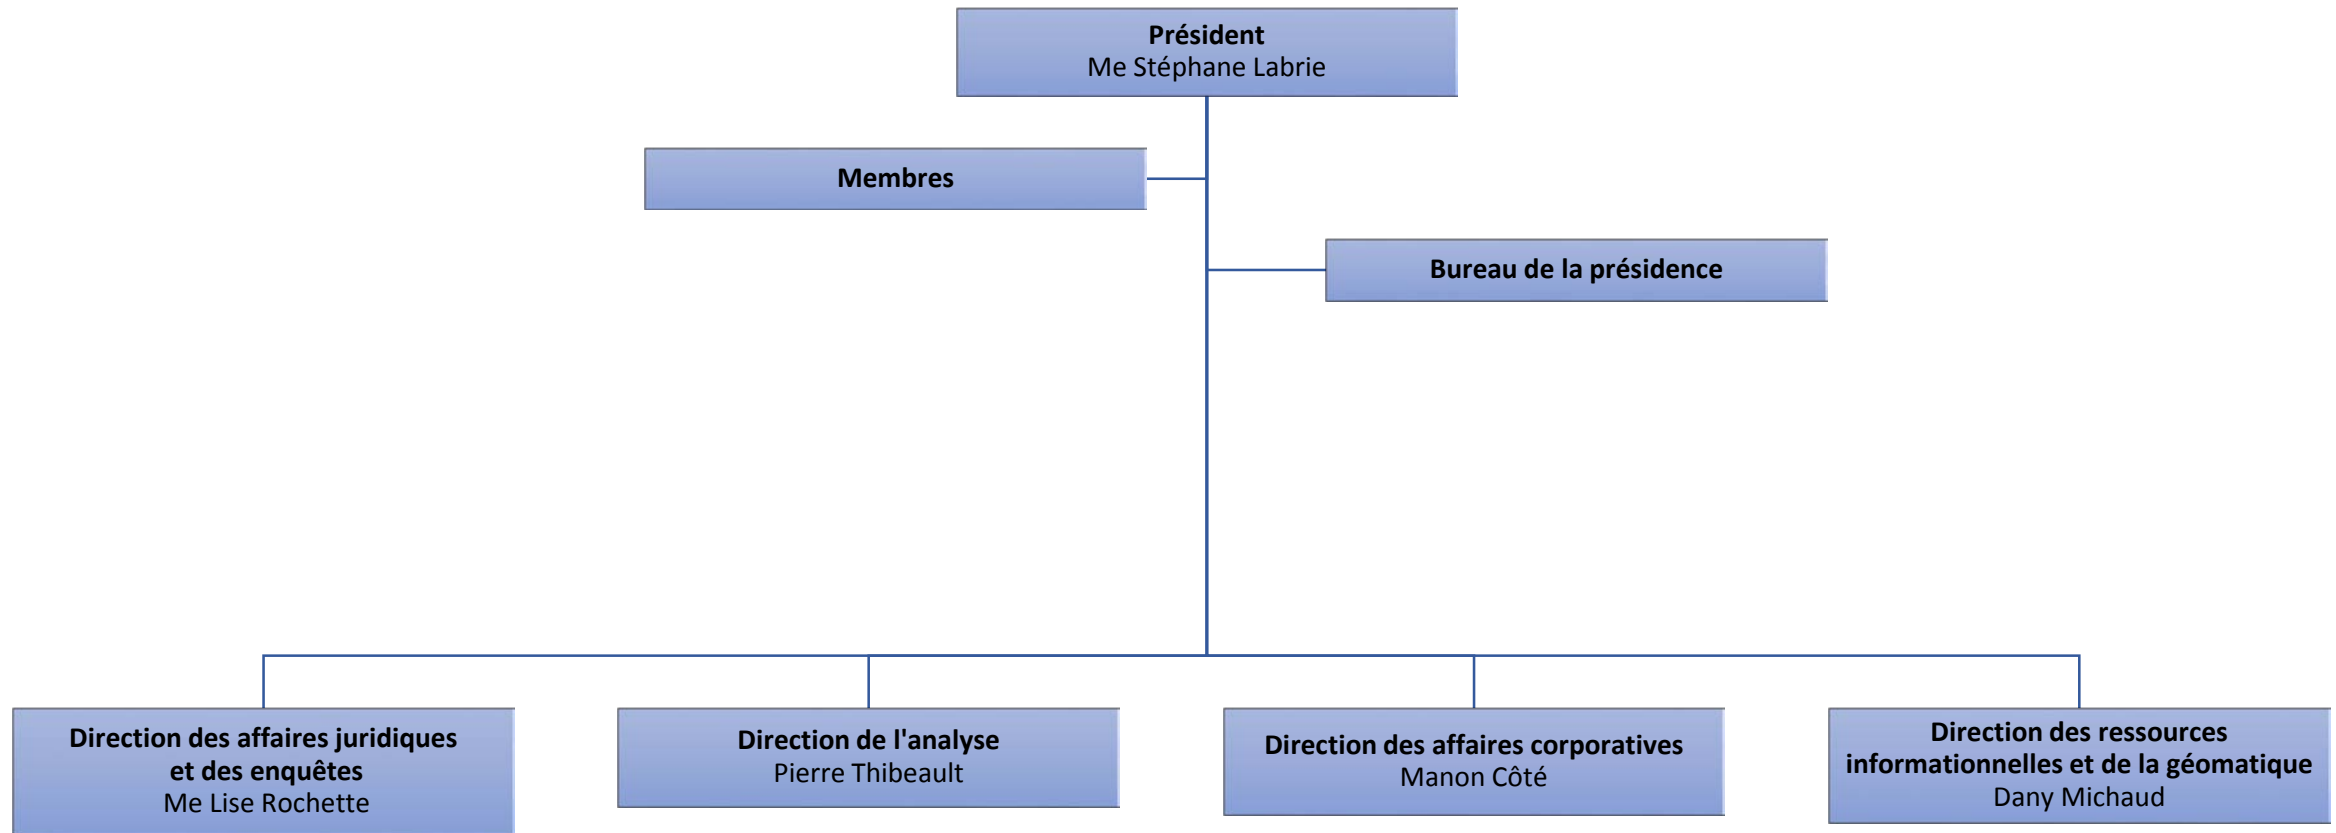 Président
Me Stéphane Labrie
Membres
Bureau de la présidence
Direction des affaires juridiques
et des enquêtes
Me Lise Rochette
Direction de l'analyse
Pierre Thibeault
Direction des affaires corporatives
Manon Côté
Direction des ressources
informationnelles et de la géomatique
Dany Michaud